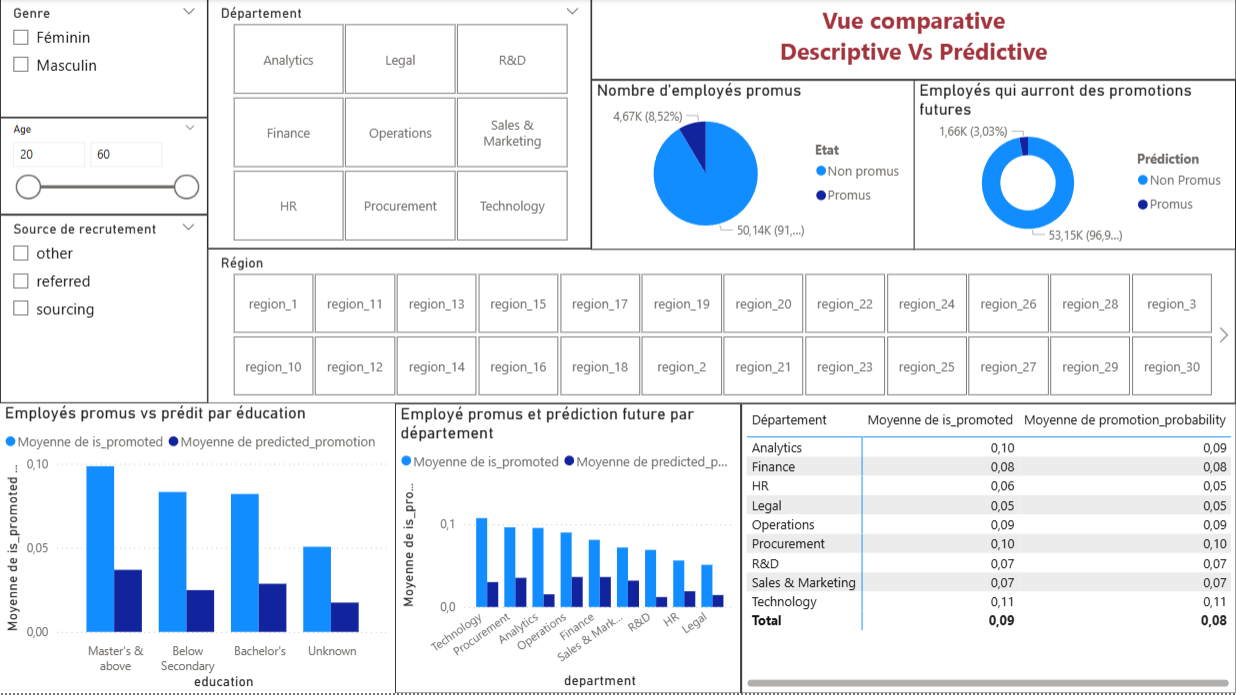 Genre
Féminin
Masculin
Age
20 60
Source de recrutement
other
referred
sourcing
Département
Analytics Legal R&D
Finance Operations Sales &
Marketing
HR Procurement Technology
Vue comparative
Descriptive Vs Prédictive
Nombre d'employés promus
4,67K (8,52%)
50,14K (91,...)
Etat
Non promus
Promus
Employés qui aurront des promotions
futures
1,66K (3,03%)
53,15K (96,9...)
Prédiction
Non Promus
Promus
Région
region_1 region_11 region_13 region_15 region_17 region_19 region_20 region_22 region_24 region_26 region_28 region_3
region_10 region_12 region_14 region_16 region_18 region_2 region_21 region_23 region_25 region_27 region_29 region_30
Employés promus vs prédit par éducation
Moyenne de is_promoted Moyenne de predicted_promotion
Moyenne de is_promoted ...
0,10
0,05
0,00
Master's &
above
Below
Secondary
Bachelor's
Unknown
education
Employé promus et prédiction future par
département
Moyenne de is_promoted Moyenne de predicted_p...
Moyenne de is_pro...
0,1
0,0
Technology
Procurement
Analytics
Operations
Finance
Sales & Mark...
R&D
HR
Legal
department
Département Moyenne de is_promoted Moyenne de promotion_probability
Analytics 0,10 0,09
Finance 0,08 0,08
HR 0,06 0,05
Legal 0,05 0,05
Operations 0,09 0,09
Procurement 0,10 0,10
R&D 0,07 0,07
Sales & Marketing 0,07 0,07
Technology 0,11 0,11
Total 0,09 0,08